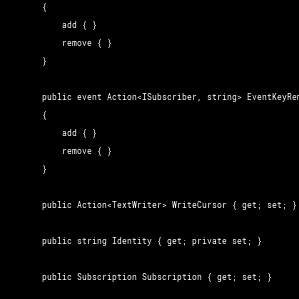 {
add { }
remove { }
}
public event Action<ISubscriber, string>
{
add { }
remove { }
}
public Action<TextWriter> WriteCursor { get; set; }
public string Identity { get; private set; }
public Subscription Subscription { get; set; }